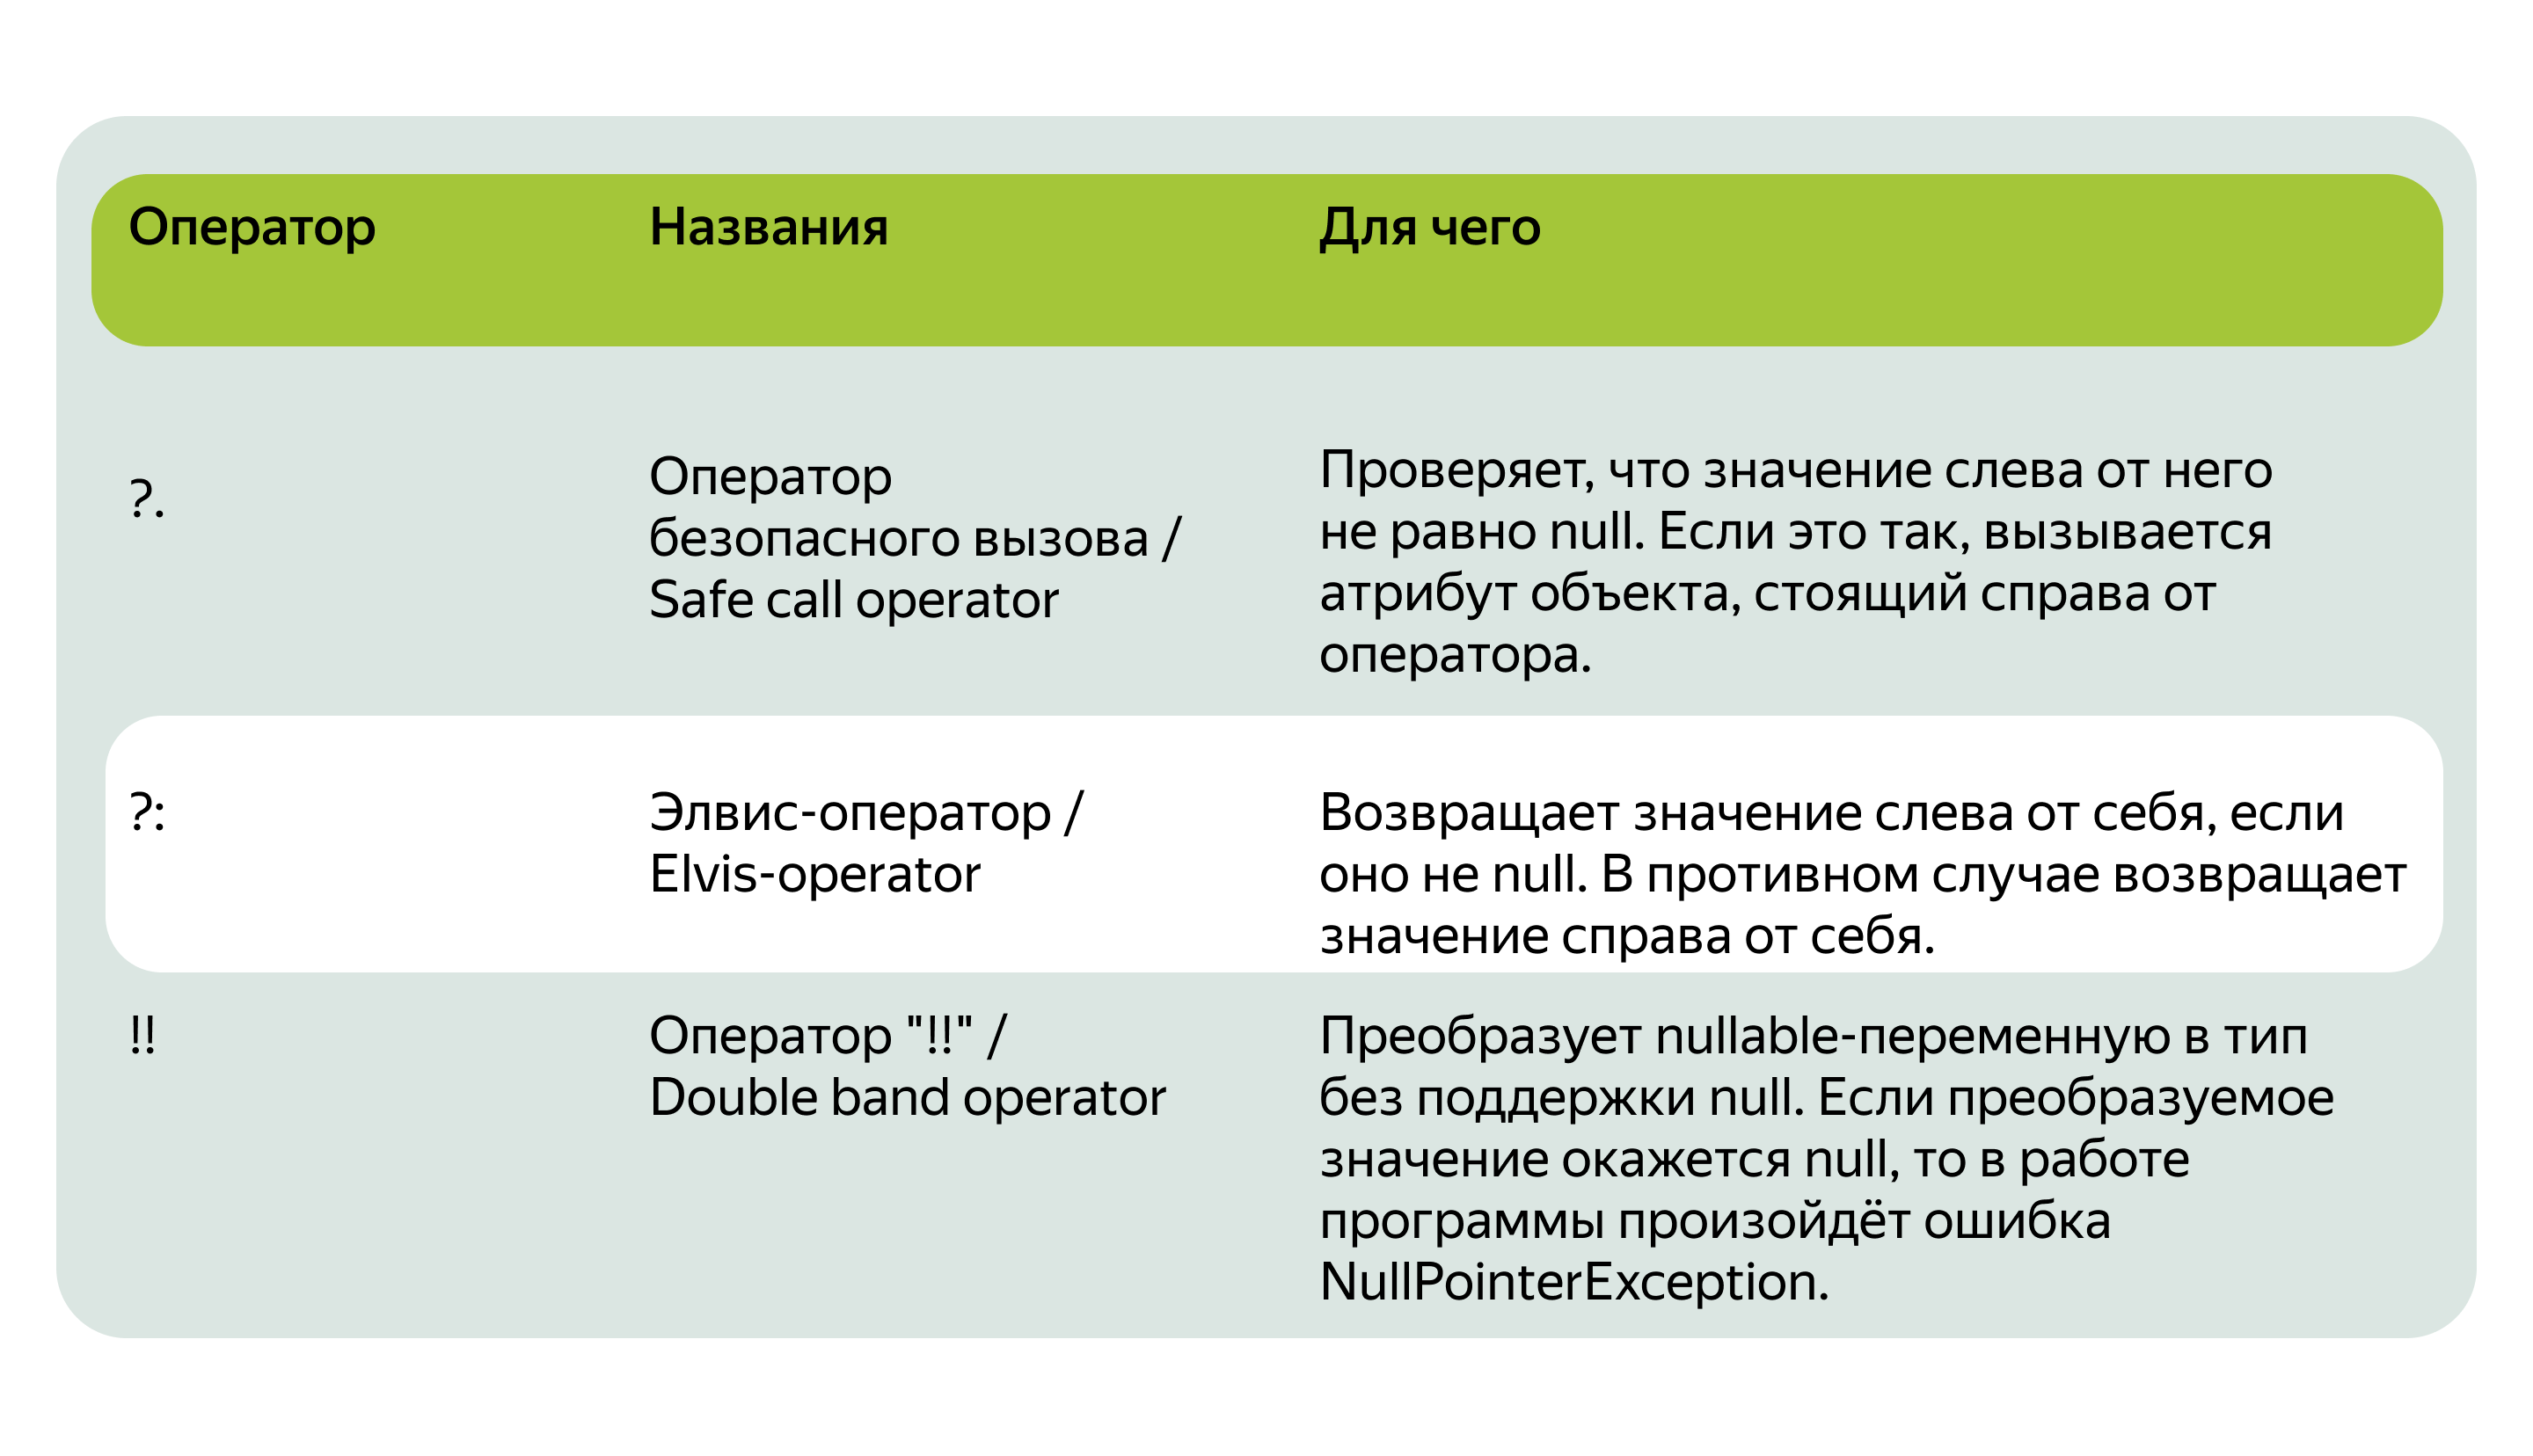 Оператор
Названия
Для чего
?.
Оператор
безопасного вызова /
Safe call operator
Проверяет, что значение слева от него
не равно null. Если это так, вызывается
атрибут объекта, стоящий справа от
оператора.
?:
Элвис-оператор /
Elvis-operator
Возвращает значение слева от себя, если
оно не null. В противном случае возвращает
значение справа от себя.
!!
Оператор "!!" /
Double band operator
Преобразует nullable-переменную в тип
без поддержки null. Если преобразуемое
значение окажется null, то в работе
программы произойдёт ошибка
NullPointerException.